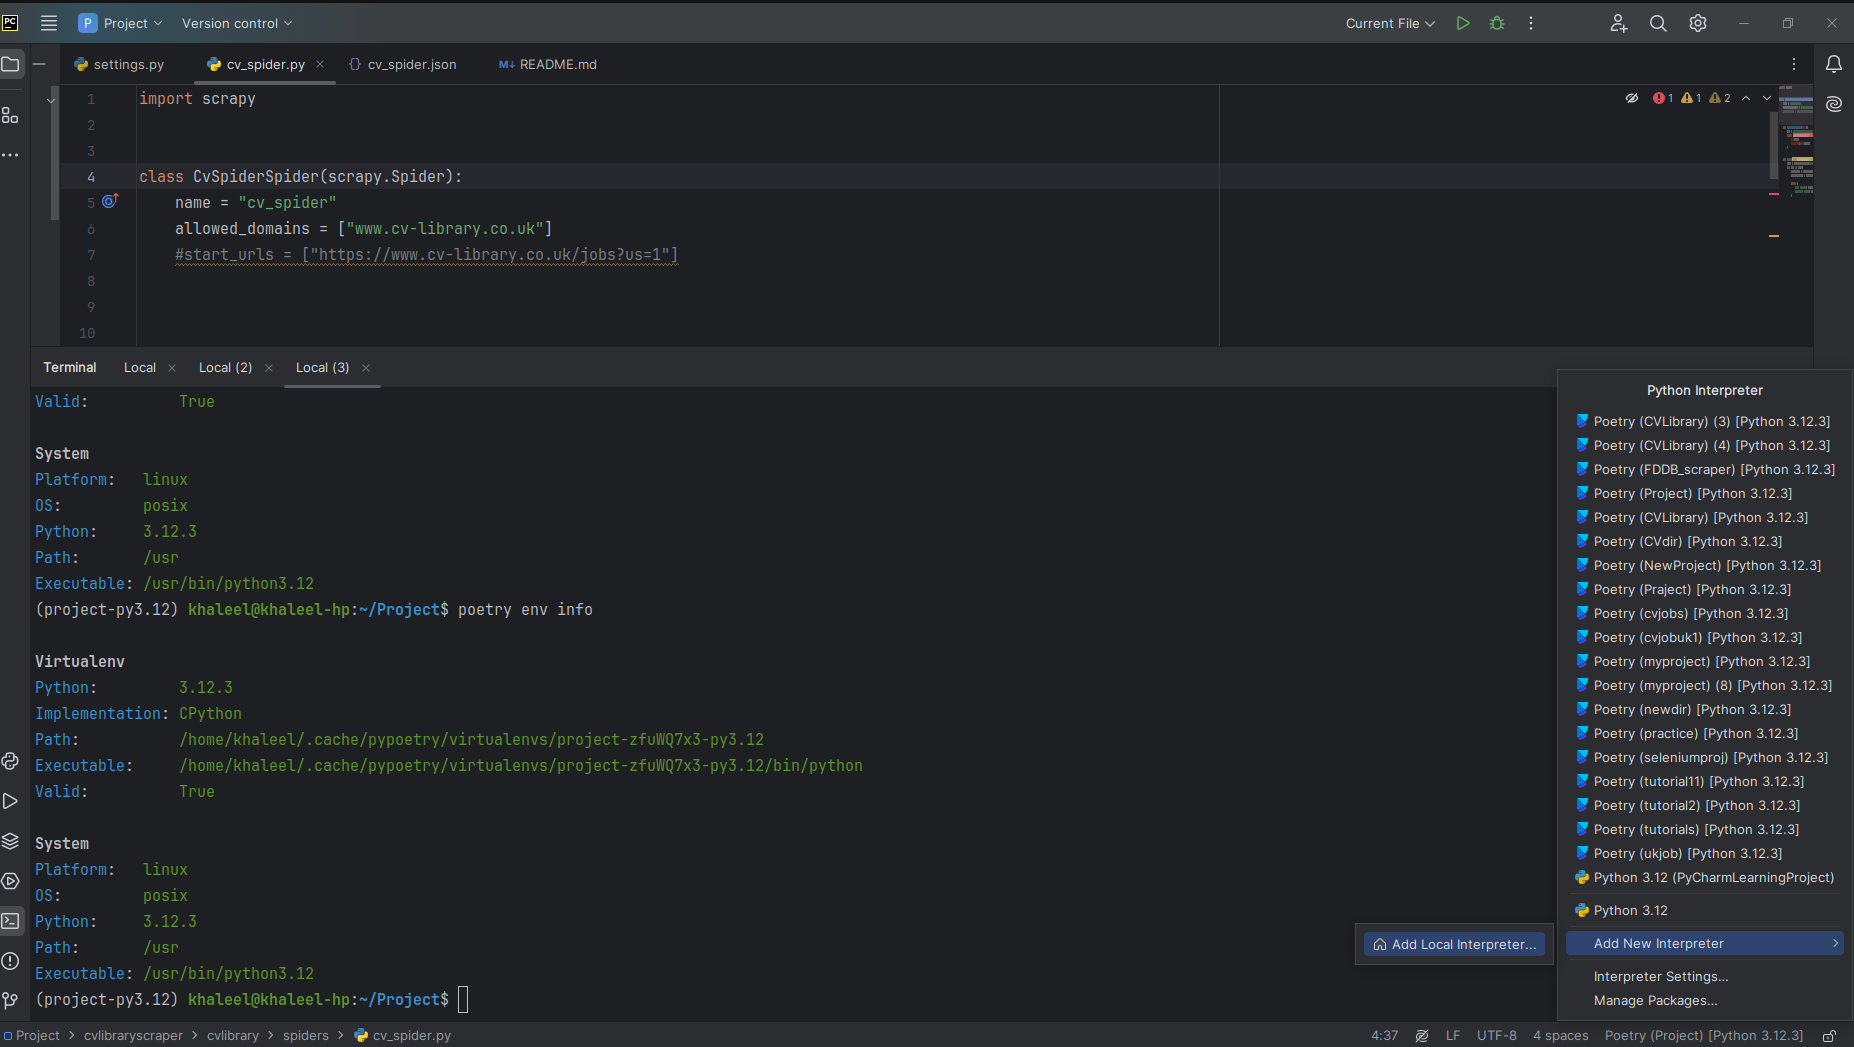 PC
P Project
Version control
Current File
settings.py
cv_spider.py
{} cv_spider.json
M↓ README.md
1 import scrapy
1 1 2
2
3
4 class CvSpiderSpider(scrapy.Spider):
5 name = "cv_spider"
6 allowed_domains = ["www.cv-library.co.uk"]
7 #start_urls = ["https://www.cv-library.co.uk/jobs?us=1"]
8
9
10
Terminal
Local
Local (2)
Local (3)
Valid: True
System
Platform: linux
OS: posix
Python: 3.12.3
Path: /usr
Executable: /usr/bin/python3.12
(project-py3.12) khaleel@khaleel-hp:~/Project$ poetry env info
Virtualenv
Python: 3.12.3
Implementation: CPython
Path: /home/khaleel/.cache/pypoetry/virtualenvs/project-zfuWQ7x3-py3.12
Executable: /home/khaleel/.cache/pypoetry/virtualenvs/project-zfuWQ7x3-py3.12/bin/python
Valid: True
System
Platform: linux
OS: posix
Python: 3.12.3
Path: /usr
Executable: /usr/bin/python3.12
(project-py3.12) khaleel@khaleel-hp:~/Project$
Python Interpreter
Poetry (CVLibrary) (3) [Python 3.12.3]
Poetry (CVLibrary) (4) [Python 3.12.3]
Poetry (FDDB_scraper) [Python 3.12.3]
Poetry (Project) [Python 3.12.3]
Poetry (CVLibrary) [Python 3.12.3]
Poetry (CVdir) [Python 3.12.3]
Poetry (NewProject) [Python 3.12.3]
Poetry (Praject) [Python 3.12.3]
Poetry (cvjobs) [Python 3.12.3]
Poetry (cvjobuk1) [Python 3.12.3]
Poetry (myproject) [Python 3.12.3]
Poetry (myproject) (8) [Python 3.12.3]
Poetry (newdir) [Python 3.12.3]
Poetry (practice) [Python 3.12.3]
Poetry (seleniumproj) [Python 3.12.3]
Poetry (tutorial11) [Python 3.12.3]
Poetry (tutorial2) [Python 3.12.3]
Poetry (tutorials) [Python 3.12.3]
Poetry (ukjob) [Python 3.12.3]
Python 3.12 (PyCharmLearningProject)
Python 3.12
Add New Interpreter
Add Local Interpreter...
Interpreter Settings...
Manage Packages...
Project > cvlibraryscraper > cvlibrary > spiders > cv_spider.py
4:37 LF UTF-8 4 spaces Poetry (Project) [Python 3.12.3]